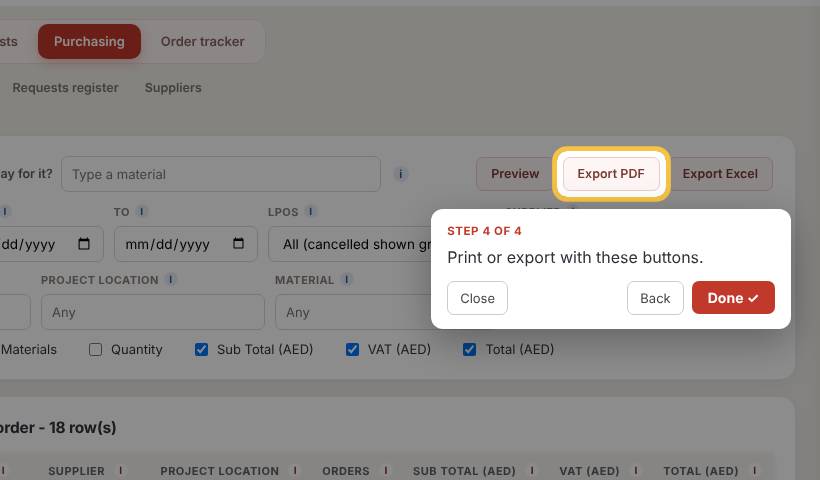 sts Purchasing Order tracker
Requests register Suppliers
ay for it? Type a material i Preview Export PDF Export Excel
I TO I LPOS I
dd/yyyy mm/dd/yyyy All (cancelled shown gr
STEP 4 OF 4
Print or export with these buttons.
PROJECT LOCATION I MATERIAL I
Close Back Done ✓
Any Any
Materials Quantity Sub Total (AED) VAT (AED) Total (AED)
order - 18 row(s)
I SUPPLIER I PROJECT LOCATION I ORDERS I SUB TOTAL (AED) I VAT (AED) I TOTAL (AED) I